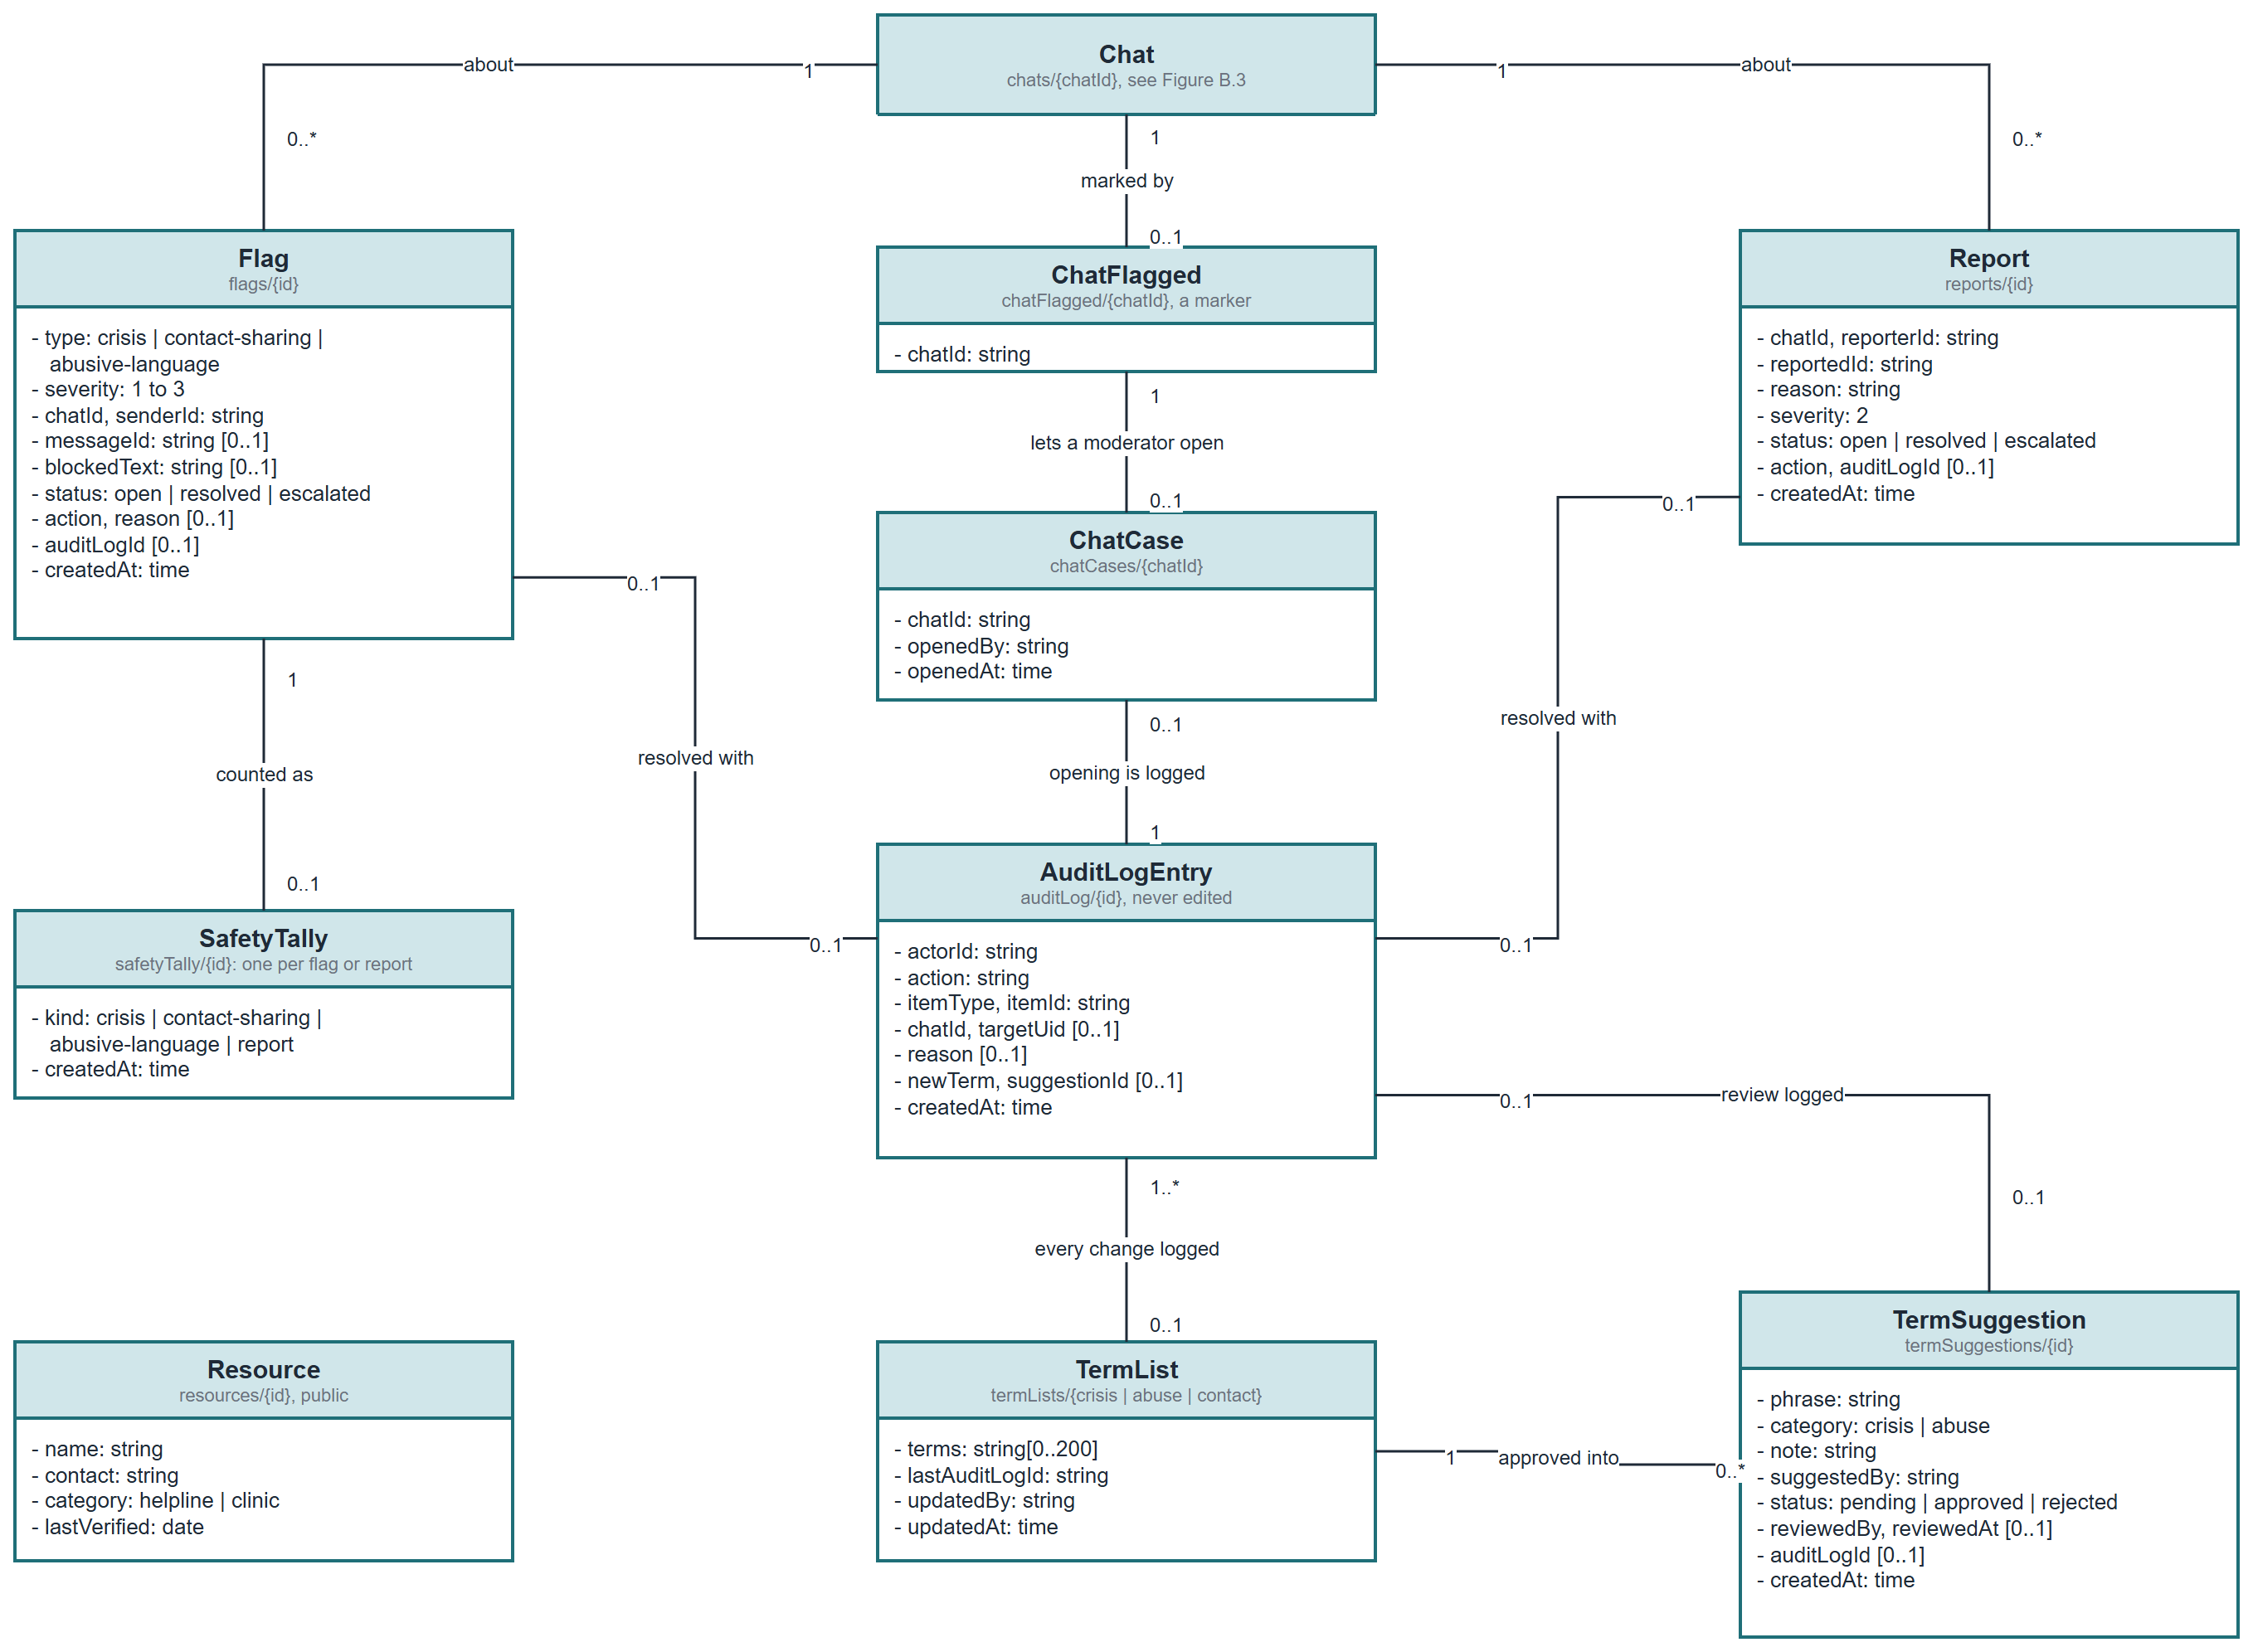 Chat
chats/{chatId}, see Figure B.3
about
1
1
about
0..*
1
0..*
marked by
0..1
Flag
flags/{id}
- type: crisis | contact-sharing |
abusive-language
- severity: 1 to 3
- chatId, senderId: string
- messageId: string [0..1]
- blockedText: string [0..1]
- status: open | resolved | escalated
- action, reason [0..1]
- auditLogId [0..1]
- createdAt: time
ChatFlagged
chatFlagged/{chatId}, a marker
- chatId: string
Report
reports/{id}
- chatId, reporterId: string
- reportedId: string
- reason: string
- severity: 2
- status: open | resolved | escalated
- action, auditLogId [0..1]
- createdAt: time
1
lets a moderator open
0..1
0..1
0..1
ChatCase
chatCases/{chatId}
- chatId: string
- openedBy: string
- openedAt: time
1
counted as
0..1
resolved with
0..1
opening is logged
1
resolved with
0..1
0..1
SafetyTally
safetyTally/{id}: one per flag or report
- kind: crisis | contact-sharing |
abusive-language | report
- createdAt: time
AuditLogEntry
auditLog/{id}, never edited
- actorId: string
- action: string
- itemType, itemId: string
- chatId, targetUid [0..1]
- reason [0..1]
- newTerm, suggestionId [0..1]
- createdAt: time
0..1
review logged
0..1
1..*
every change logged
0..1
Resource
resources/{id}, public
- name: string
- contact: string
- category: helpline | clinic
- lastVerified: date
TermList
termLists/{crisis | abuse | contact}
- terms: string[0..200]
- lastAuditLogId: string
- updatedBy: string
- updatedAt: time
1
approved into
0..*
TermSuggestion
termSuggestions/{id}
- phrase: string
- category: crisis | abuse
- note: string
- suggestedBy: string
- status: pending | approved | rejected
- reviewedBy, reviewedAt [0..1]
- auditLogId [0..1]
- createdAt: time